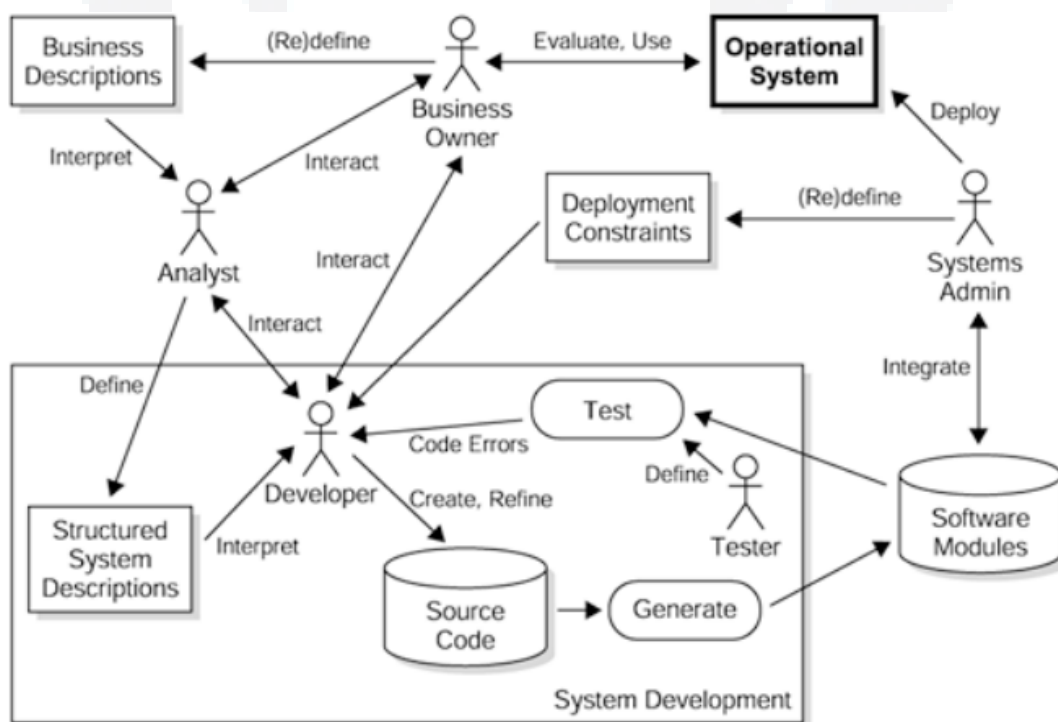 Business
Descriptions
(Re)define
Business
Owner
Evaluate, Use
Operational
System
Deploy
Interpret
Interact
Analyst
Interact
Deployment
Constraints
(Re)define
Systems
Admin
Interact
Define
Integrate
Test
Code Errors
Developer
Define
Tester
Create, Refine
Structured
System
Descriptions
Interpret
Source
Code
Generate
Software
Modules
System Development